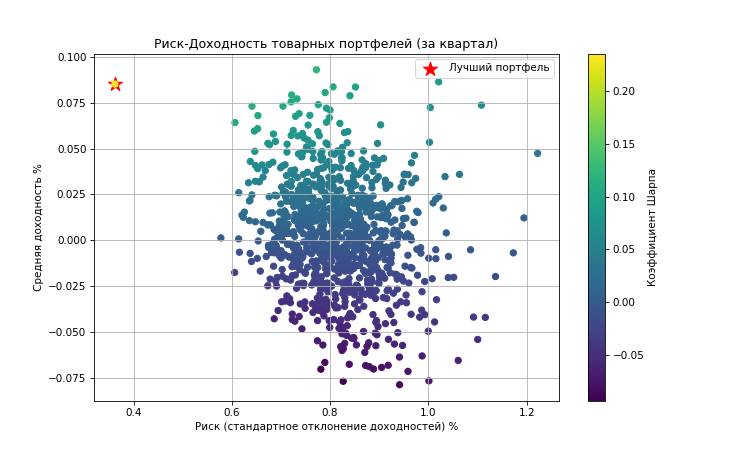 Риск-Доходность товарных портфелей (за квартал)
Лучший портфель
Средняя доходность %
0.100
0.075
0.050
0.025
0.000
−0.025
−0.050
−0.075
0.4 0.6 0.8 1.0 1.2
Риск (стандартное отклонение доходностей) %
0.20
0.15
0.10
0.05
0.00
−0.05
Коэффициент Шарпа